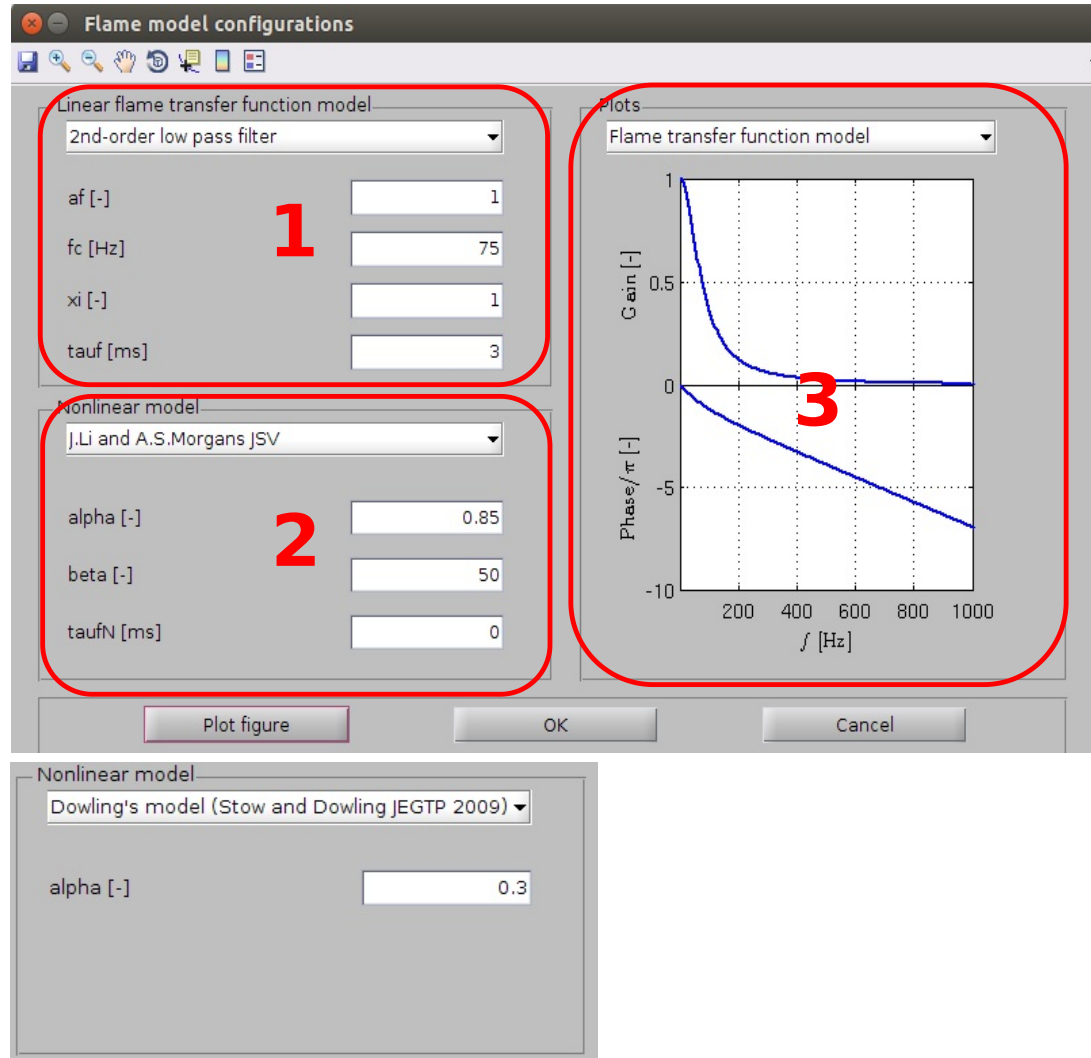 Flame model configurations
Linear flame transfer function model
2nd-order low pass filter
af [-] 1
fc [Hz] 75
xi [-] 1
tauf [ms] 3
1
Nonlinear model
J.Li and A.S.Morgans JSV
alpha [-] 0.85
beta [-] 50
taufN [ms] 0
2
Plots
Flame transfer function model
1
0.5
0
-5
-10
Gain [-]
Phase/π [-]
200 400 600 800 1000
f [Hz]
3
Plot figure OK Cancel
Nonlinear model
Dowling's model (Stow and Dowling JEGTP 2009)
alpha [-] 0.3